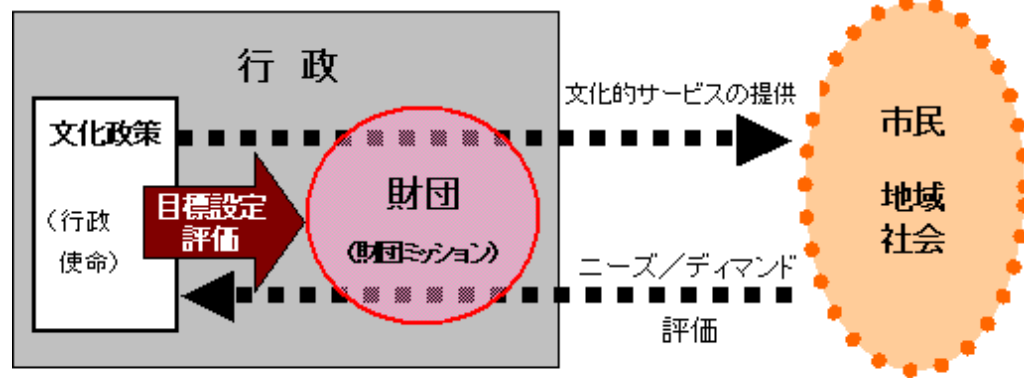 行 政
文化政策
（行政
使命）
目標設定
評価
財団
（財団ミッション）
文化的サービスの提供
ニーズ／ディマンド
評価
市民
地域
社会